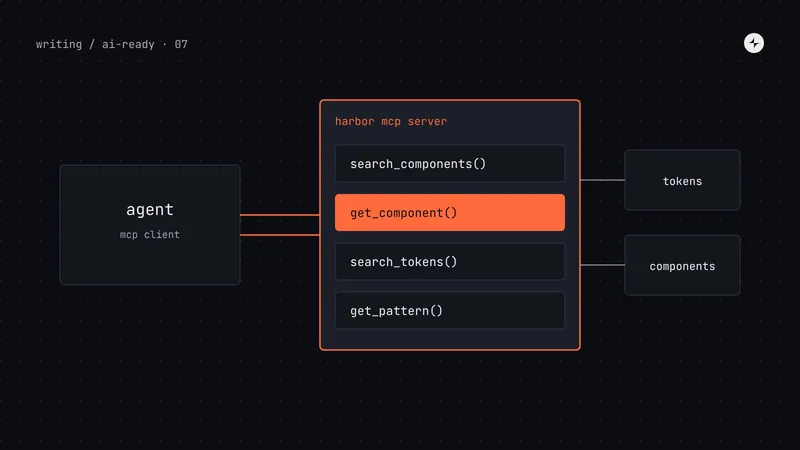 writing / ai-ready · 07
harbor mcp server
search_components()
get_component()
search_tokens()
get_pattern()
agent
mcp client
tokens
components